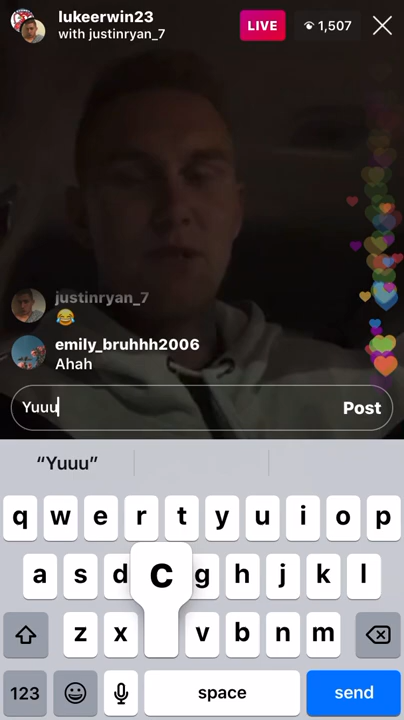 lukeerwin23
with justinryan_7
LIVE
1,507
justinryan_7
😂
emily_bruhhh2006
Ahah
Yuuu
Post
“Yuuu”
q w e r t y u i o p
a s d g h j k l
C
z x v b n m
123
space
send